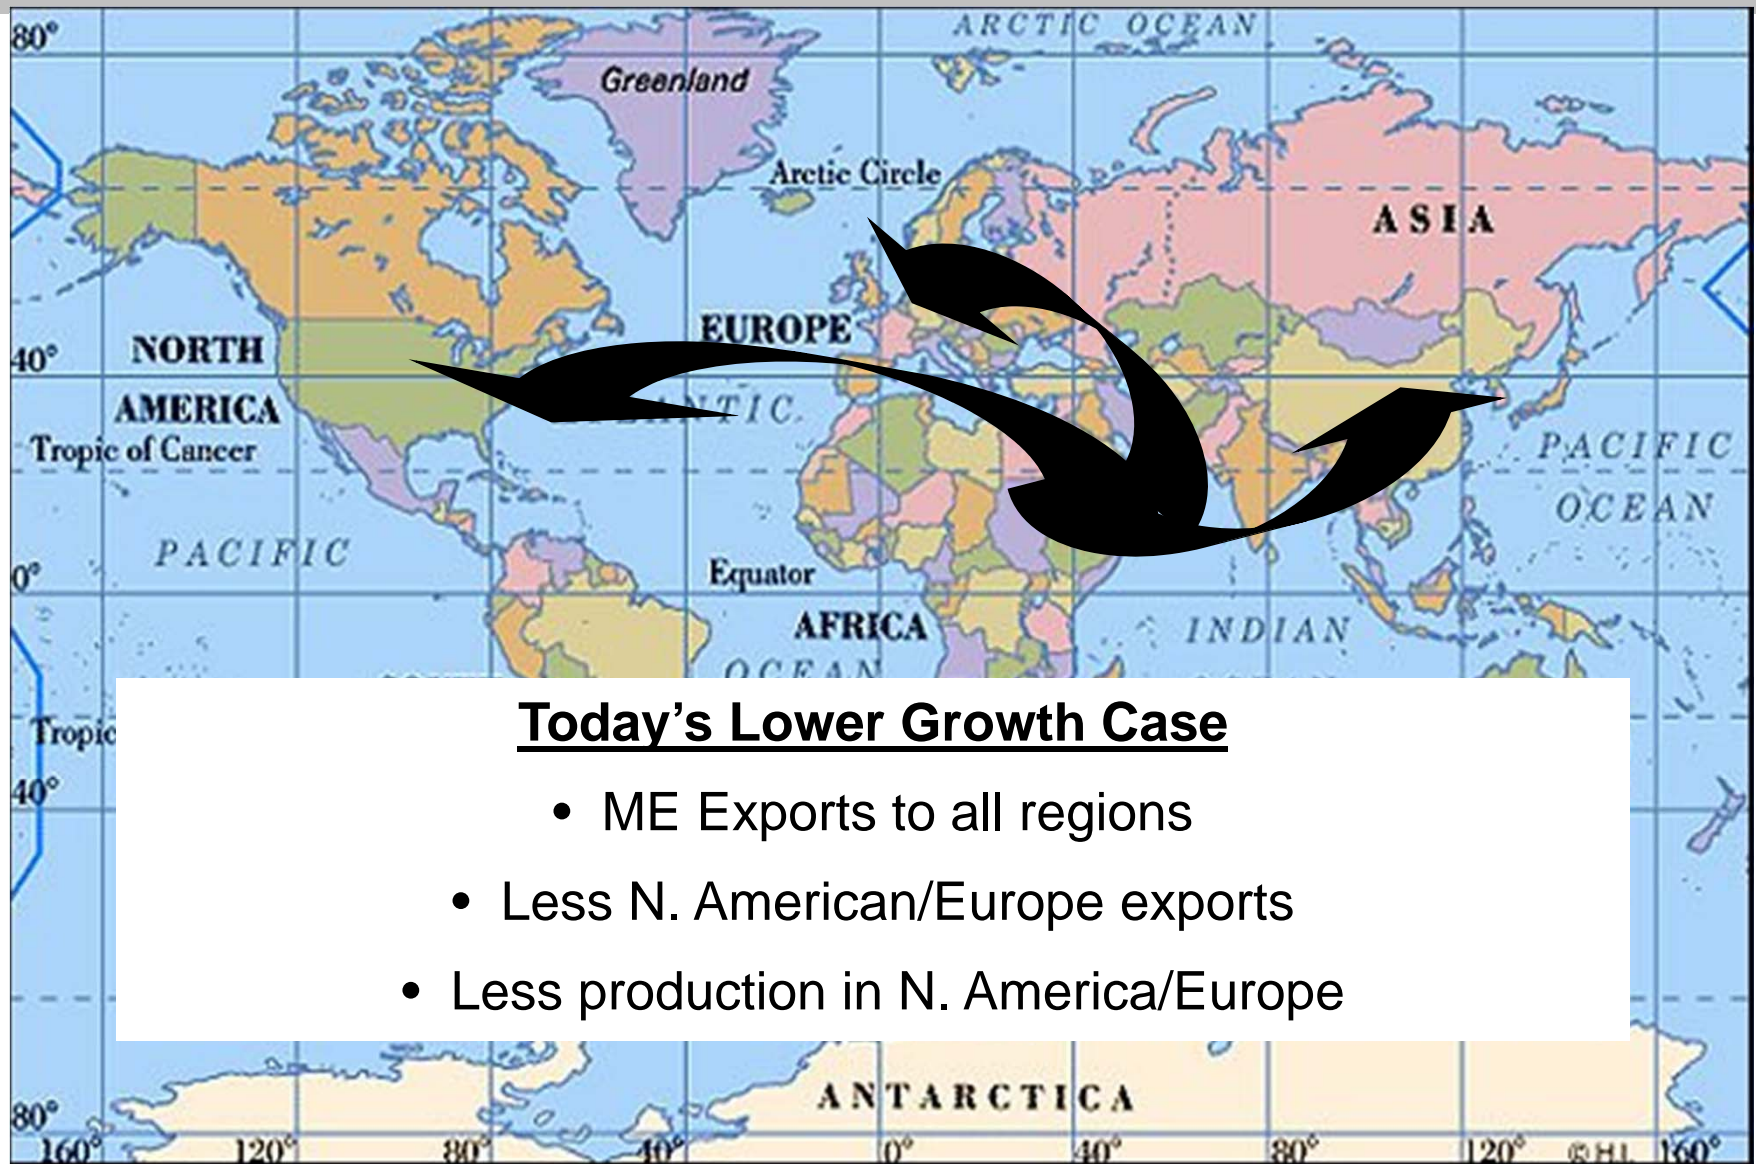 80°
ARCTIC OCEAN
Greenland
Arctic Circle
ASIA
EUROPE
NORTH
40°
AMERICA
ANTIC
Tropic of Cancer
PACIFIC
OCEAN
PACIFIC
0°
Equator
AFRICA
INDIAN
OCEAN
Tropic
Today’s Lower Growth Case
40°
• ME Exports to all regions
• Less N. American/Europe exports
• Less production in N. America/Europe
ANTARCTICA
80°
160° 120° 80° 40° 0° 40° 80° 120° © H.I. 160°